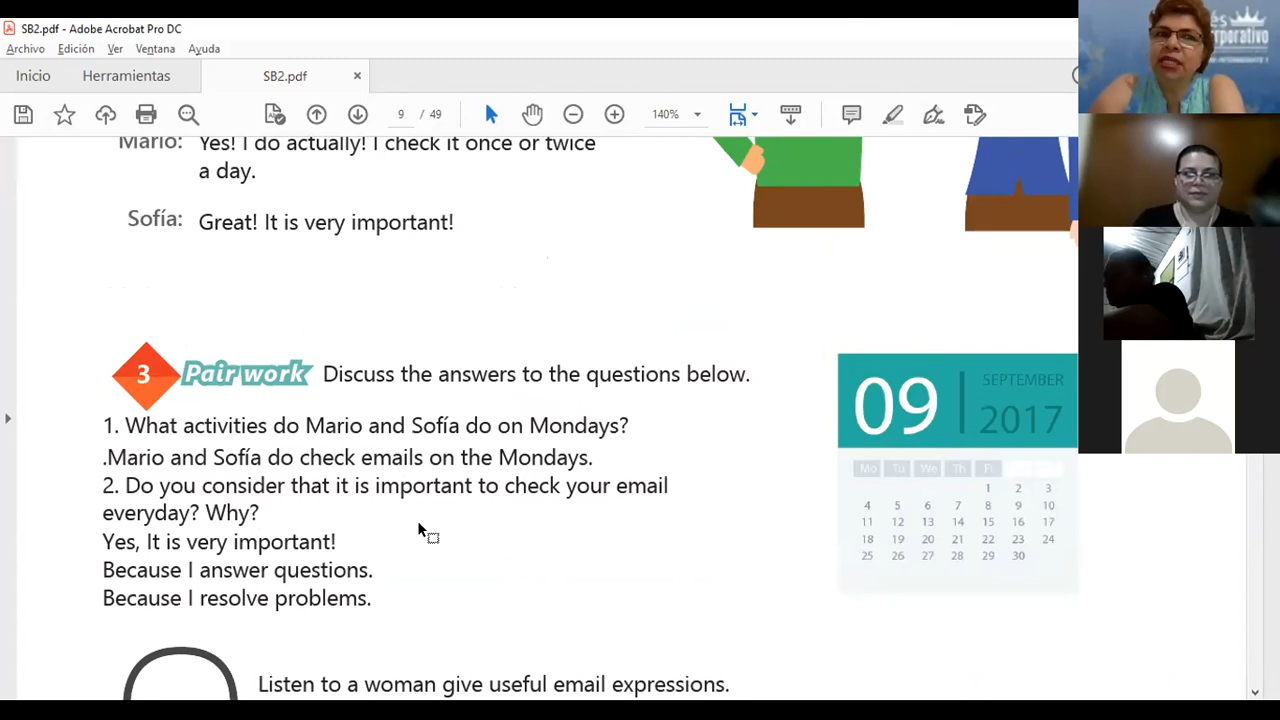 SB2.pdf - Adobe Acrobat Pro DC
Archivo Edición Ver Ventana Ayuda
Inicio Herramientas SB2.pdf ×
9 / 49 140%
Mario: Yes! I do actually! I check it once or twice
a day.
Sofía: Great! It is very important!
3 Pair work Discuss the answers to the questions below.
1. What activities do Mario and Sofía do on Mondays?
.Mario and Sofía do check emails on the Mondays.
2. Do you consider that it is important to check your email
everyday? Why?
Yes, It is very important!
Because I answer questions.
Because I resolve problems.
Listen to a woman give useful email expressions.
09 SEPTEMBER
2017
Mo Tu We Th Fi
1 2 3
4 5 6 7 8 9 10
11 12 13 14 15 16 17
18 19 20 21 22 23 24
25 26 27 28 29 30